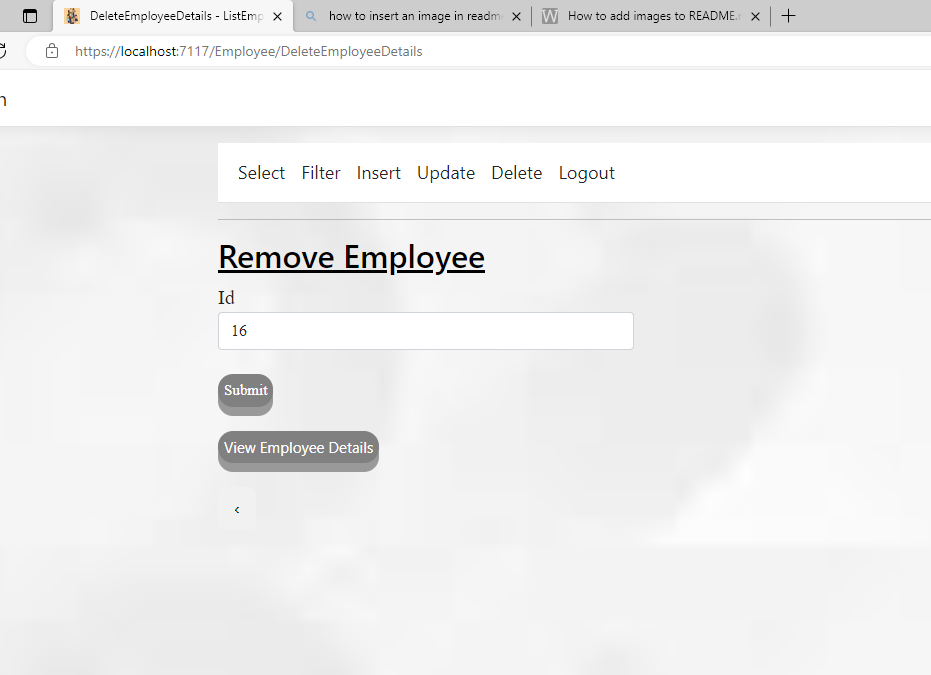 DeleteEmployeeDetails - ListEmp
how to insert an image in readm
How to add images to README.
https://localhost:7117/Employee/DeleteEmployeeDetails
n
Select Filter Insert Update Delete Logout
Remove Employee
Id
16
Submit
View Employee Details
‹